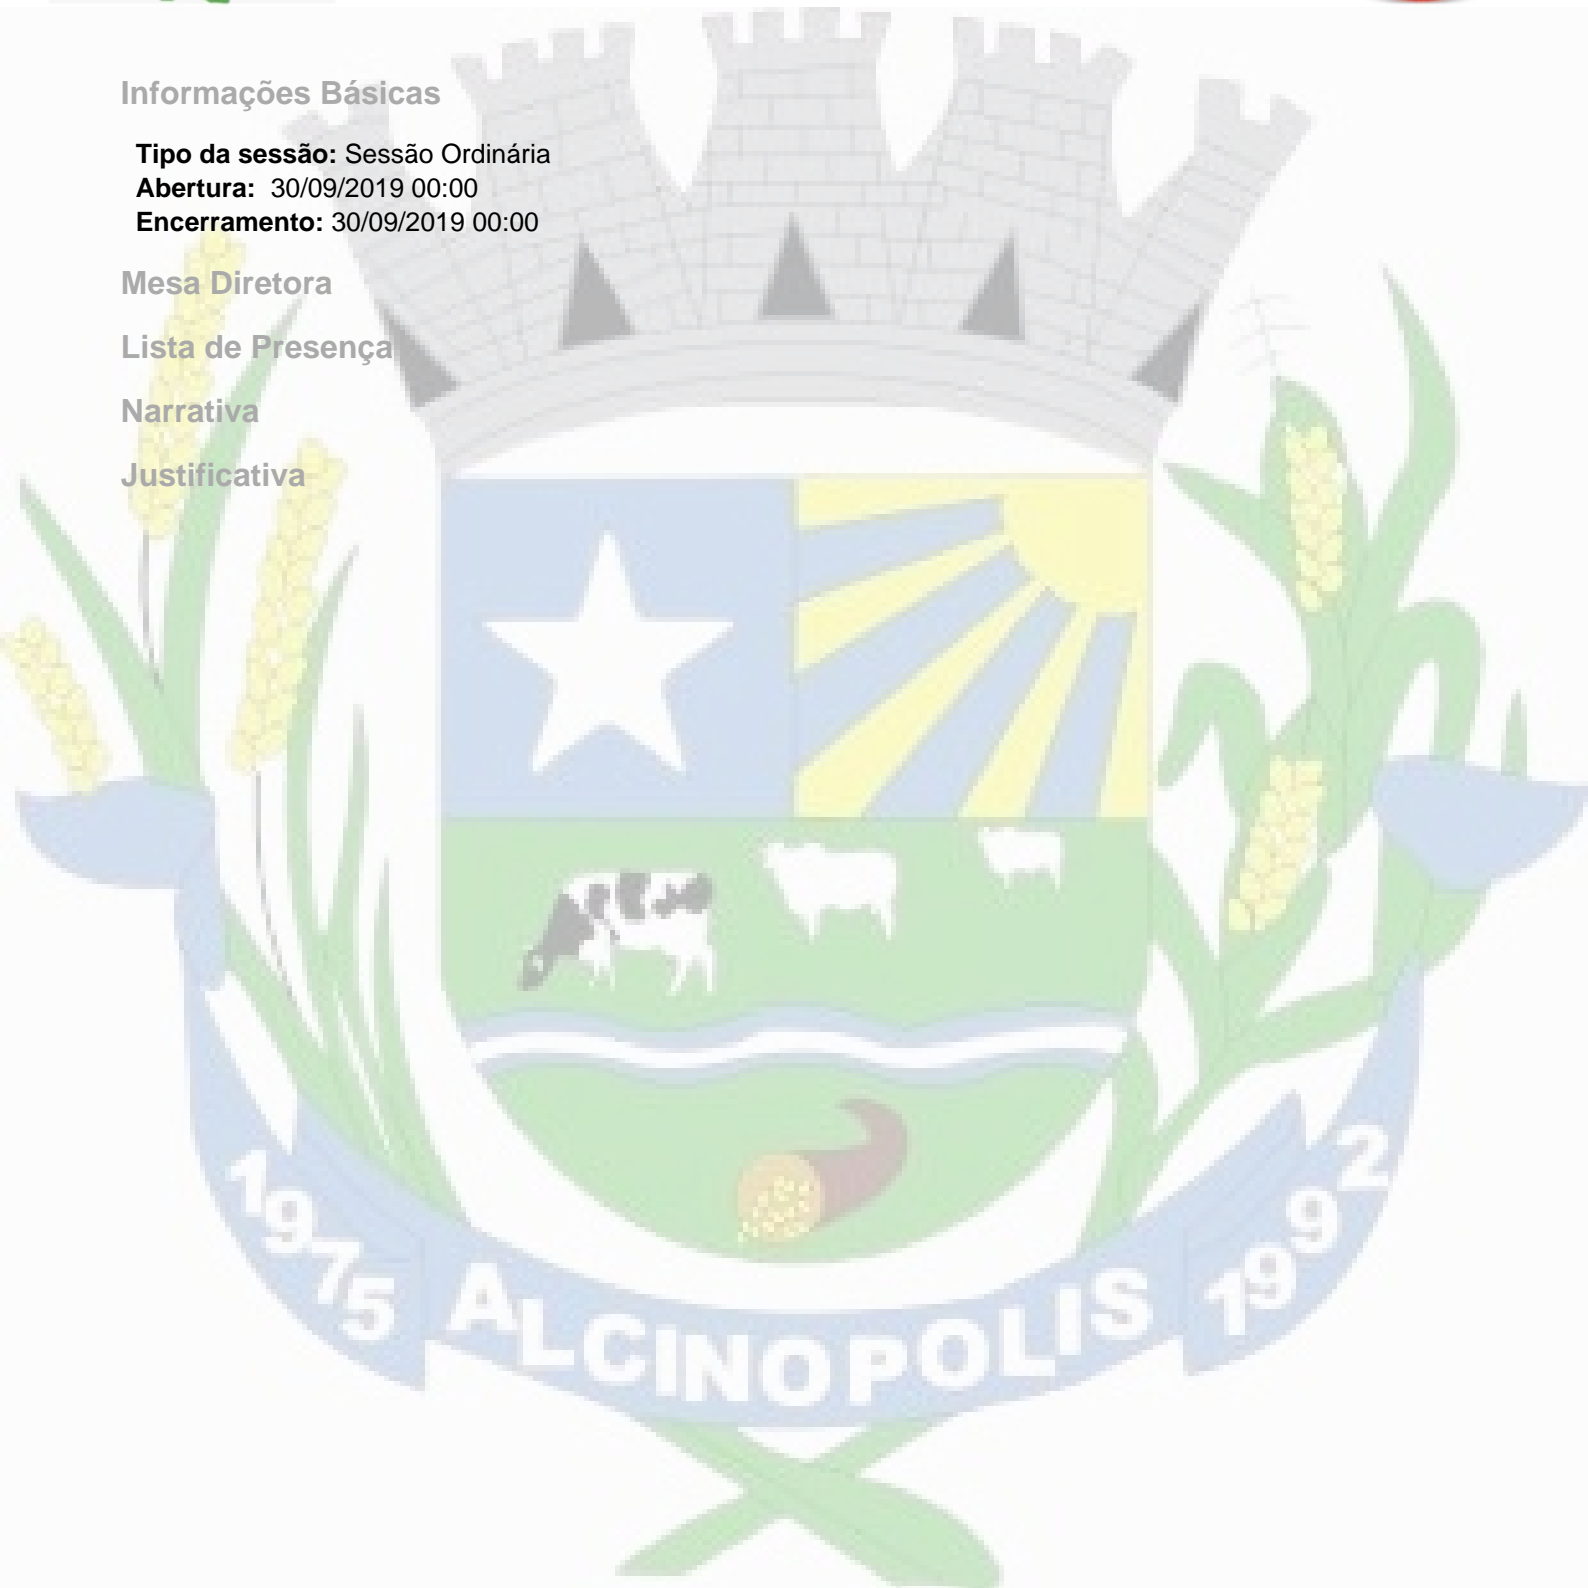 Informações Básicas
Tipo da sessão: Sessão Ordinária
Abertura: 30/09/2019 00:00
Encerramento: 30/09/2019 00:00
Mesa Diretora
Lista de Presença
Narrativa
Justificativa
1975 ALCINOPOLIS 1992